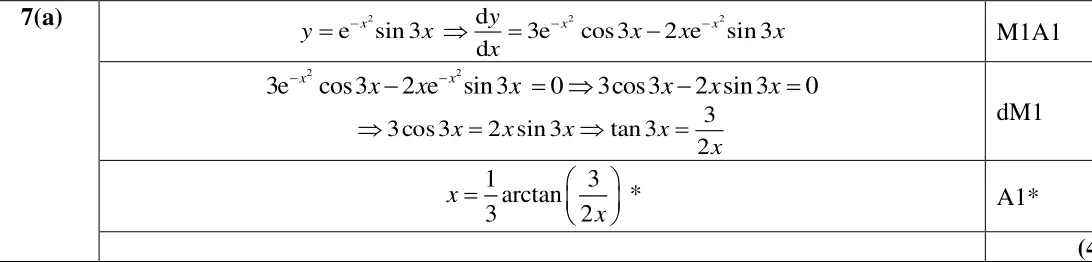 7(a)
y = e^{-x^2} sin 3x ⇒ dy/dx = 3e^{-x^2} cos 3x − 2xe^{-x^2} sin 3x
M1A1
3e^{-x^2} cos 3x − 2xe^{-x^2} sin 3x = 0 ⇒ 3cos 3x − 2x sin 3x = 0
⇒ 3cos 3x = 2x sin 3x ⇒ tan 3x = 3/2x
dM1
x = 1/3 arctan(3/2x) *
A1*
(4